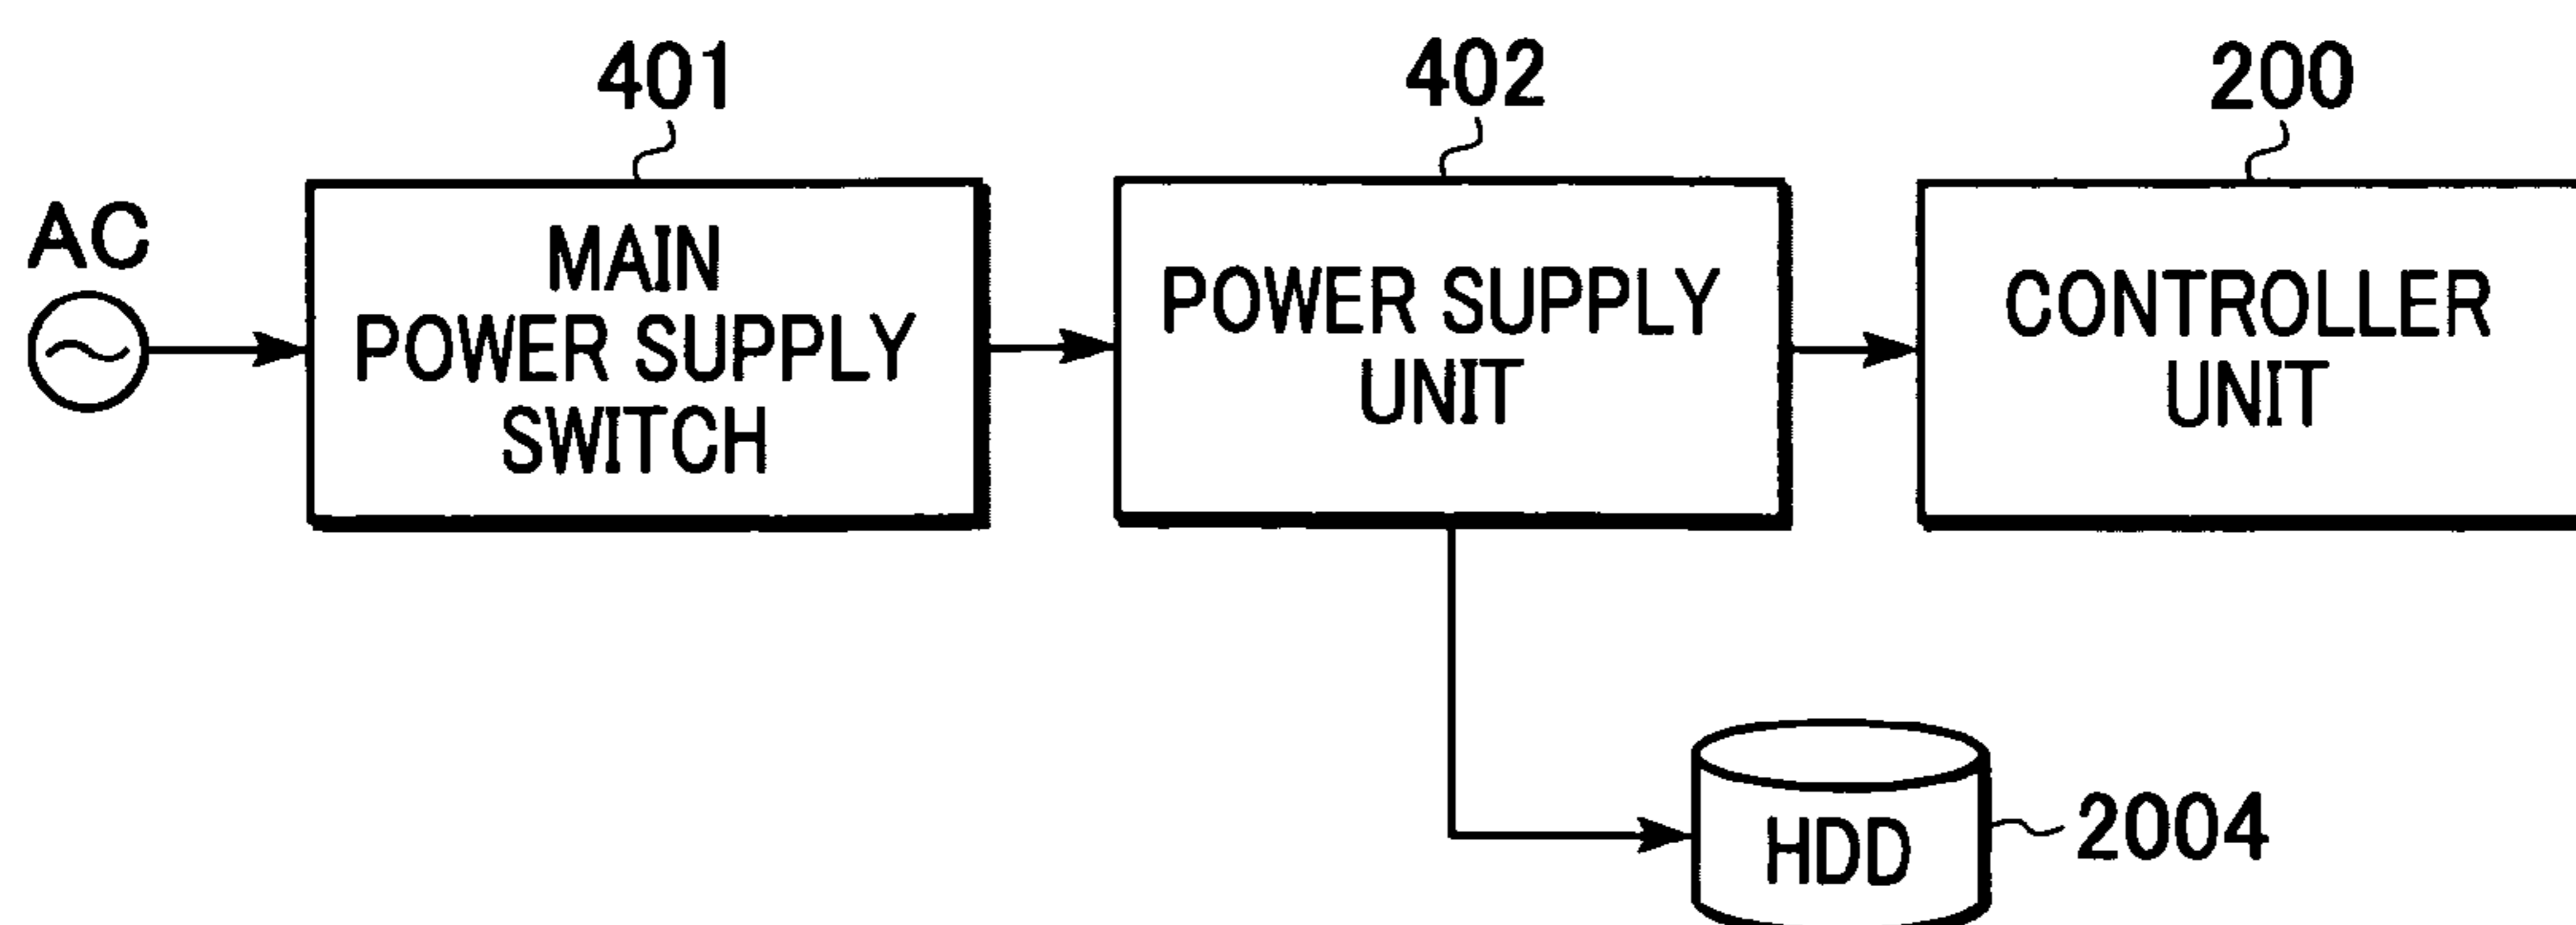 401
402
200
AC
MAIN
POWER SUPPLY
SWITCH
POWER SUPPLY
UNIT
CONTROLLER
UNIT
HDD
2004